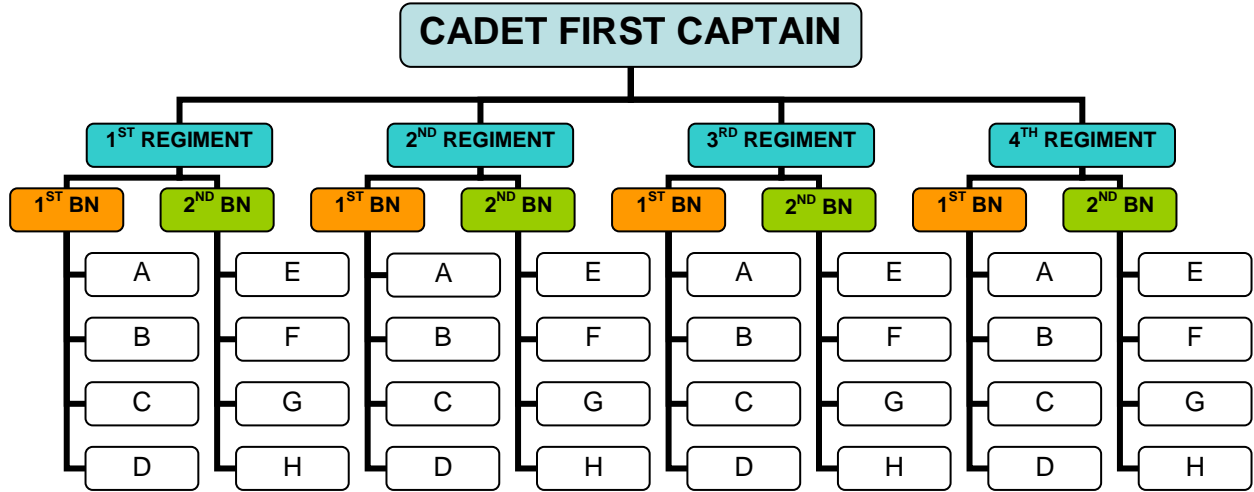 CADET FIRST CAPTAIN
1ST REGIMENT
2ND REGIMENT
3RD REGIMENT
4TH REGIMENT
1ST BN
2ND BN
1ST BN
2ND BN
1ST BN
2ND BN
1ST BN
2ND BN
A
E
A
E
A
E
A
E
B
F
B
F
B
F
B
F
C
G
C
G
C
G
C
G
D
H
D
H
D
H
D
H